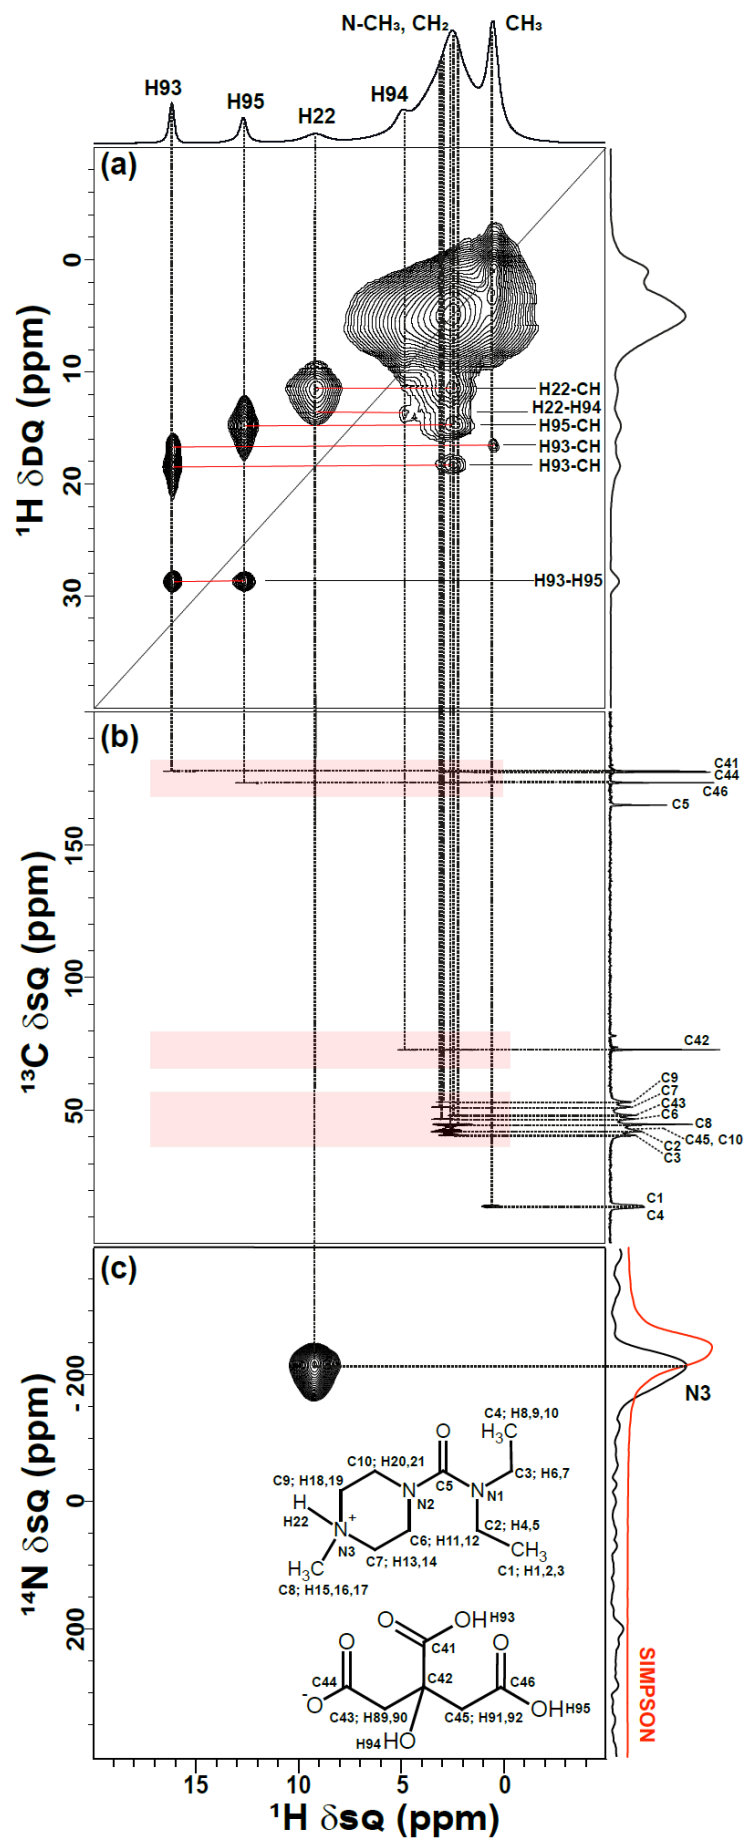 N-CH₃, CH₂ CH₃
H93 H95 H22 H94
(a)
0
10
20
30
¹H δDQ (ppm)
H22-CH
H22-H94
H95-CH
H93-CH
H93-CH
H93-H95
(b)
150
100
50
¹³C δSQ (ppm)
C41
C44
C46
C5
C42
C9
C7
C43
C6
C8
C45, C10
C2
C3
C1
C4
(c)
-200
0
200
¹⁴N δSQ (ppm)
N3
SIMPSON
C4; H8,9,10
H₃C
O
C10; H20,21
C3; H6,7
C5
C9; H18,19
N N1
N N2
H
H22
+
N
N3
C2; H4,5
C6; H11,12
CH₃
H₃C
C7; H13,14
C1; H1,2,3
C8; H15,16,17
O
OH H93
O
C41
O
C44
C42
C46
O
-
C43; H89,90
C45; H91,92
OH H95
H94 HO
15 10 5 0
¹H δSQ (ppm)